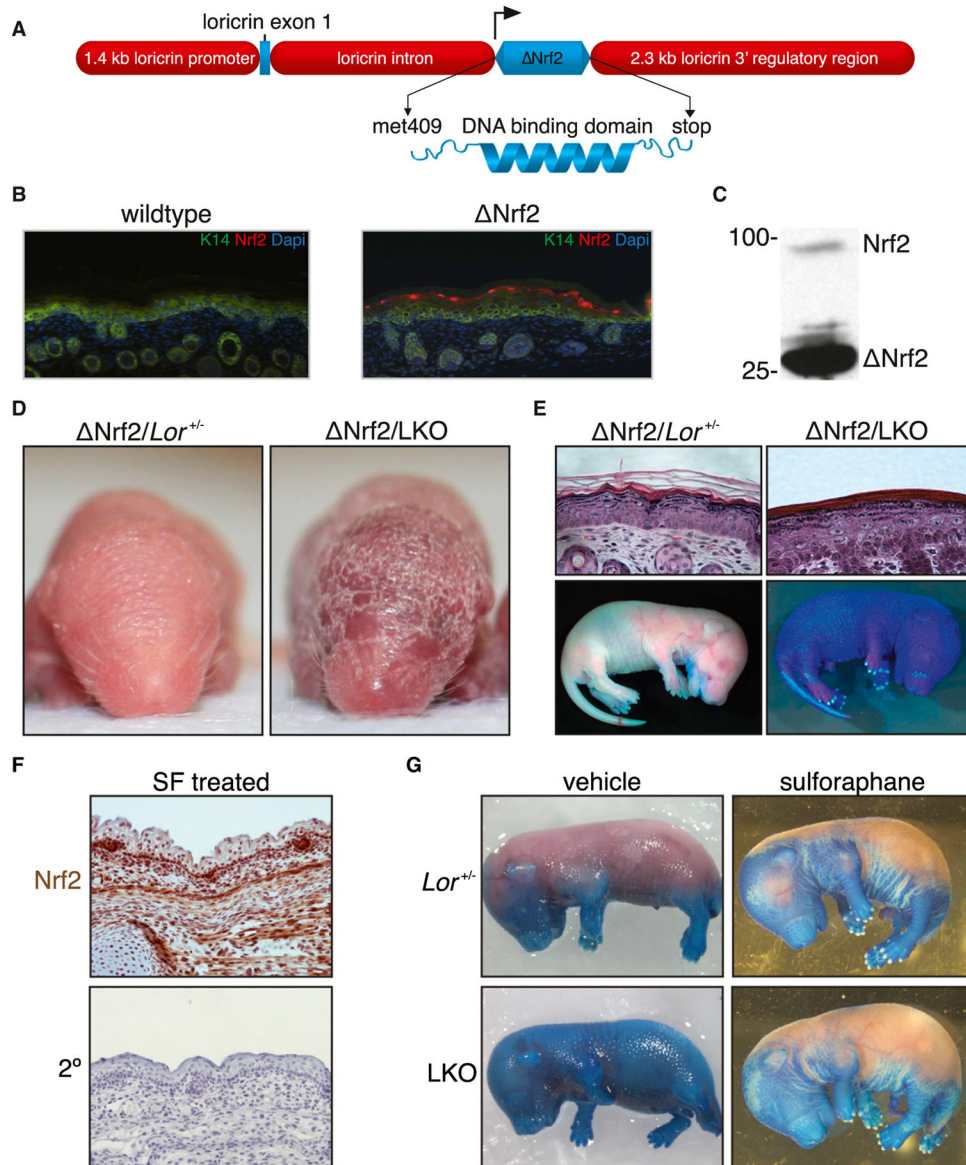 A
loricrin exon 1
1.4 kb loricrin promoter
loricrin intron
ΔNrf2
2.3 kb loricrin 3' regulatory region
met409
DNA binding domain
stop
B
wildtype
ΔNrf2
K14 Nrf2 Dapi
K14 Nrf2 Dapi
C
100-
Nrf2
25-
ΔNrf2
D
ΔNrf2/Lor+/-
ΔNrf2/LKO
E
ΔNrf2/Lor+/-
ΔNrf2/LKO
F
SF treated
Nrf2
2º
G
vehicle
sulforaphane
Lor+/-
LKO